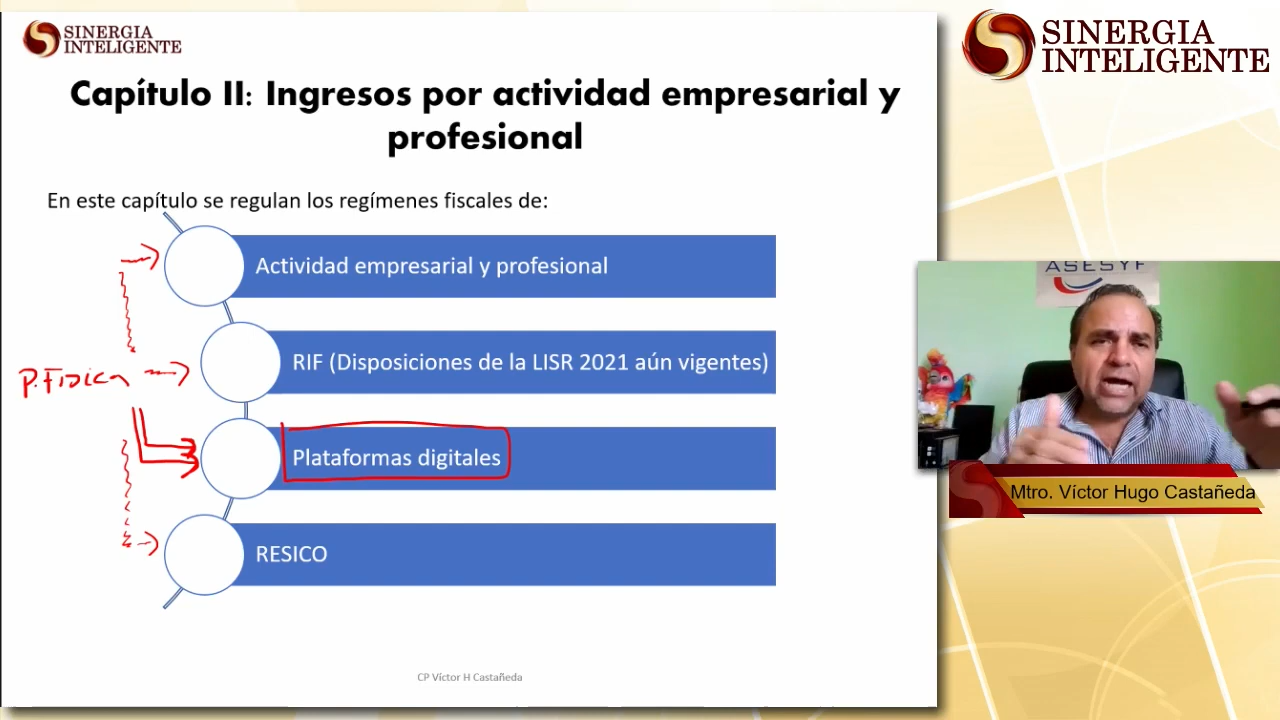 SINERGIA
INTELIGENTE
SINERGIA
INTELIGENTE
Capítulo II: Ingresos por actividad empresarial y
profesional
En este capítulo se regulan los regímenes fiscales de:
Actividad empresarial y profesional
RIF (Disposiciones de la LISR 2021 aún vigentes)
P. Física
Plataformas digitales
RESICO
CP Víctor H Castañeda
ASESYF
Mtro. Víctor Hugo Castañeda